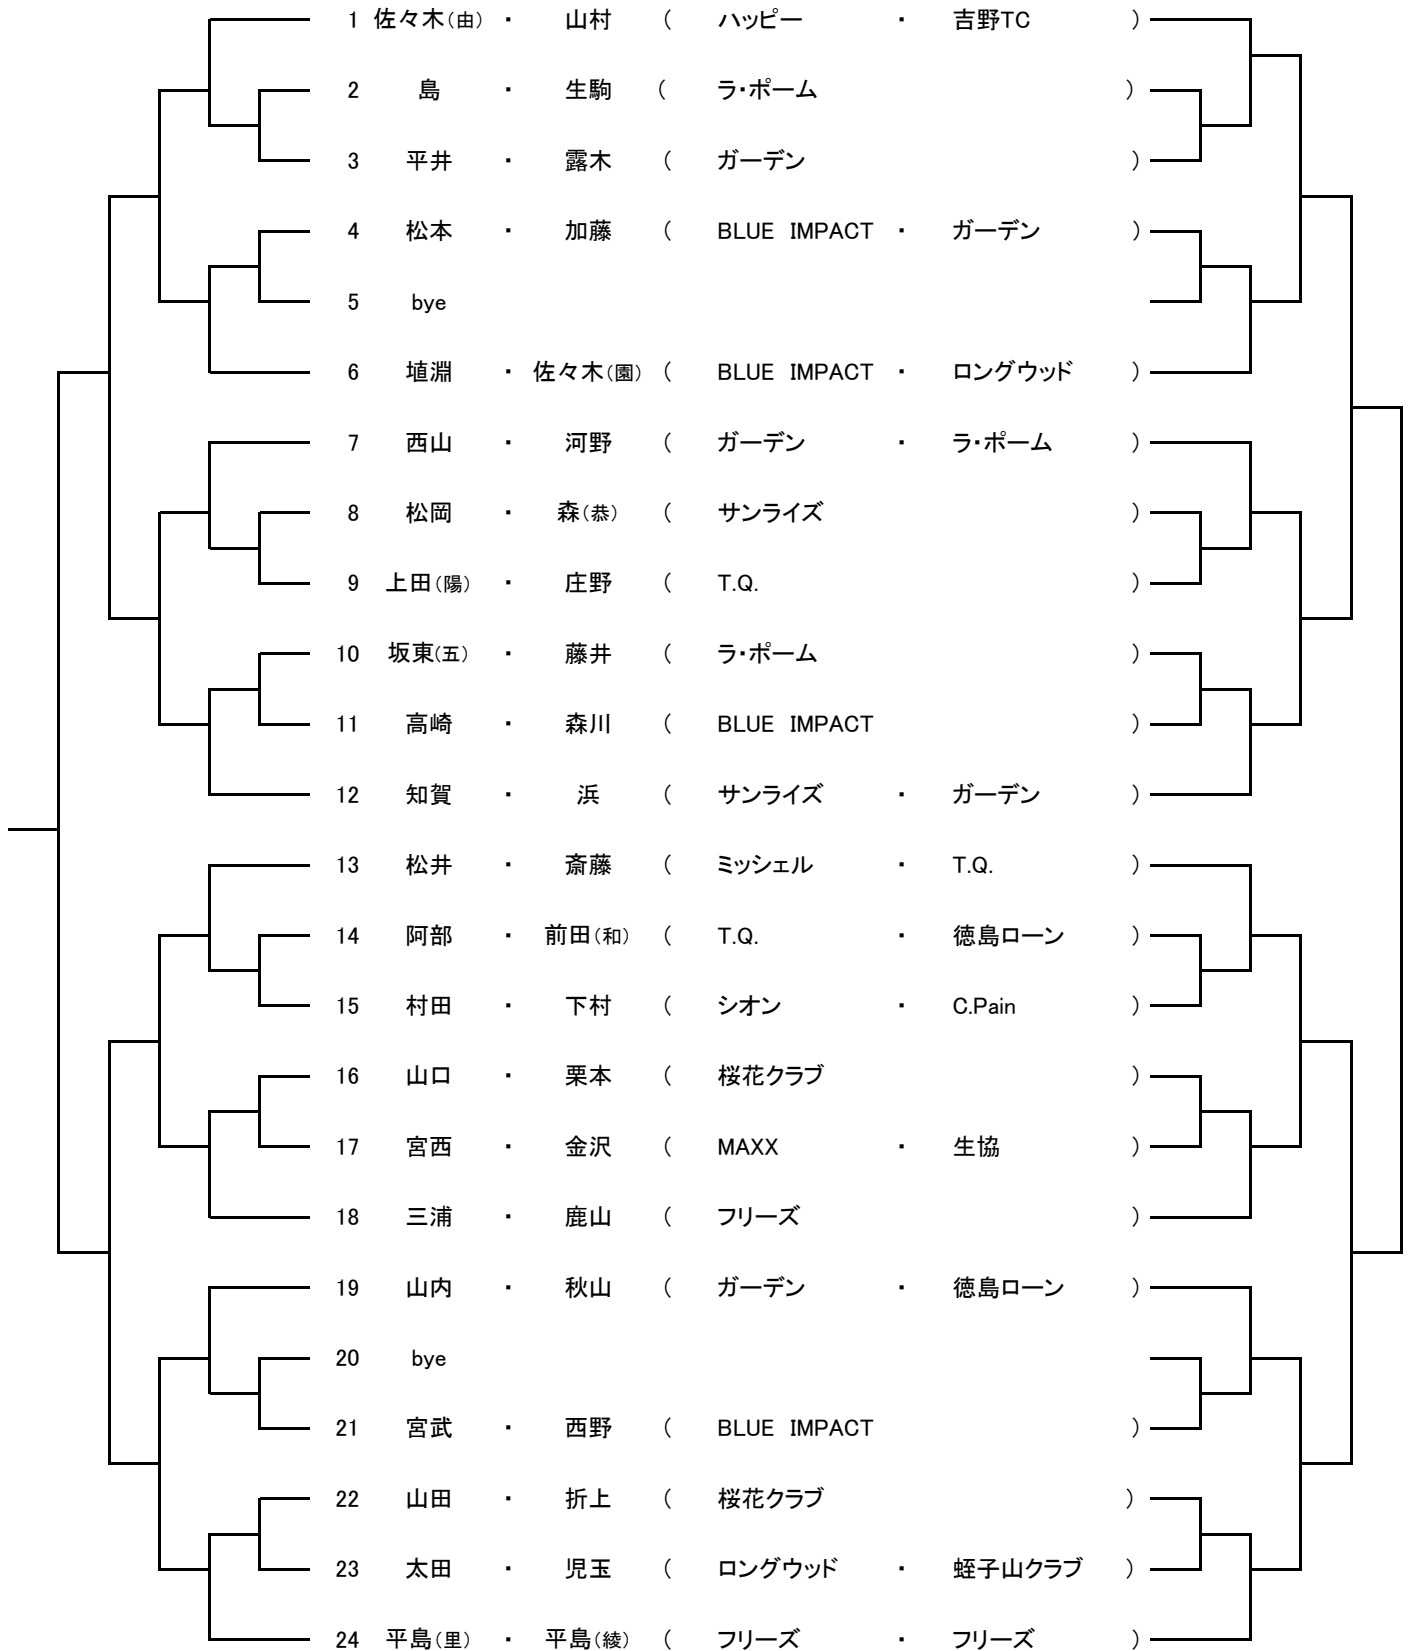 1 佐々木(由) ・ 山村 ( ハッピー ・ 吉野TC )
2 島 ・ 生駒 ( ラ・ポーム )
3 平井 ・ 露木 ( ガーデン )
4 松本 ・ 加藤 ( BLUE IMPACT ・ ガーデン )
5 bye
6 埴淵 ・ 佐々木(園) ( BLUE IMPACT ・ ロングウッド )
7 西山 ・ 河野 ( ガーデン ・ ラ・ポーム )
8 松岡 ・ 森(恭) ( サンライズ )
9 上田(陽) ・ 庄野 ( T.Q. )
10 坂東(五) ・ 藤井 ( ラ・ポーム )
11 高崎 ・ 森川 ( BLUE IMPACT )
12 知賀 ・ 浜 ( サンライズ ・ ガーデン )
13 松井 ・ 斎藤 ( ミッシェル ・ T.Q. )
14 阿部 ・ 前田(和) ( T.Q. ・ 徳島ローン )
15 村田 ・ 下村 ( シオン ・ C.Pain )
16 山口 ・ 栗本 ( 桜花クラブ )
17 宮西 ・ 金沢 ( MAXX ・ 生協 )
18 三浦 ・ 鹿山 ( フリーズ )
19 山内 ・ 秋山 ( ガーデン ・ 徳島ローン )
20 bye
21 宮武 ・ 西野 ( BLUE IMPACT )
22 山田 ・ 折上 ( 桜花クラブ )
23 太田 ・ 児玉 ( ロングウッド ・ 蛭子山クラブ )
24 平島(里) ・ 平島(綾) ( フリーズ ・ フリーズ )